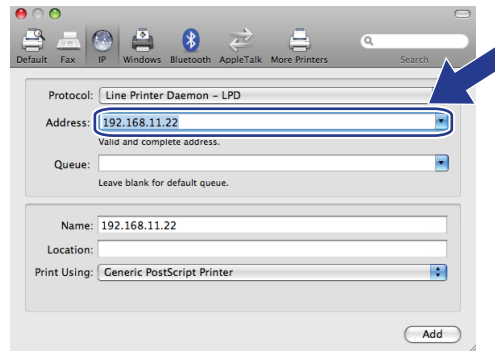 Default Fax IP Windows Bluetooth AppleTalk More Printers Search
Protocol: Line Printer Daemon – LPD
Address: 192.168.11.22
Valid and complete address.
Queue:
Leave blank for default queue.
Name: 192.168.11.22
Location:
Print Using: Generic PostScript Printer
Add